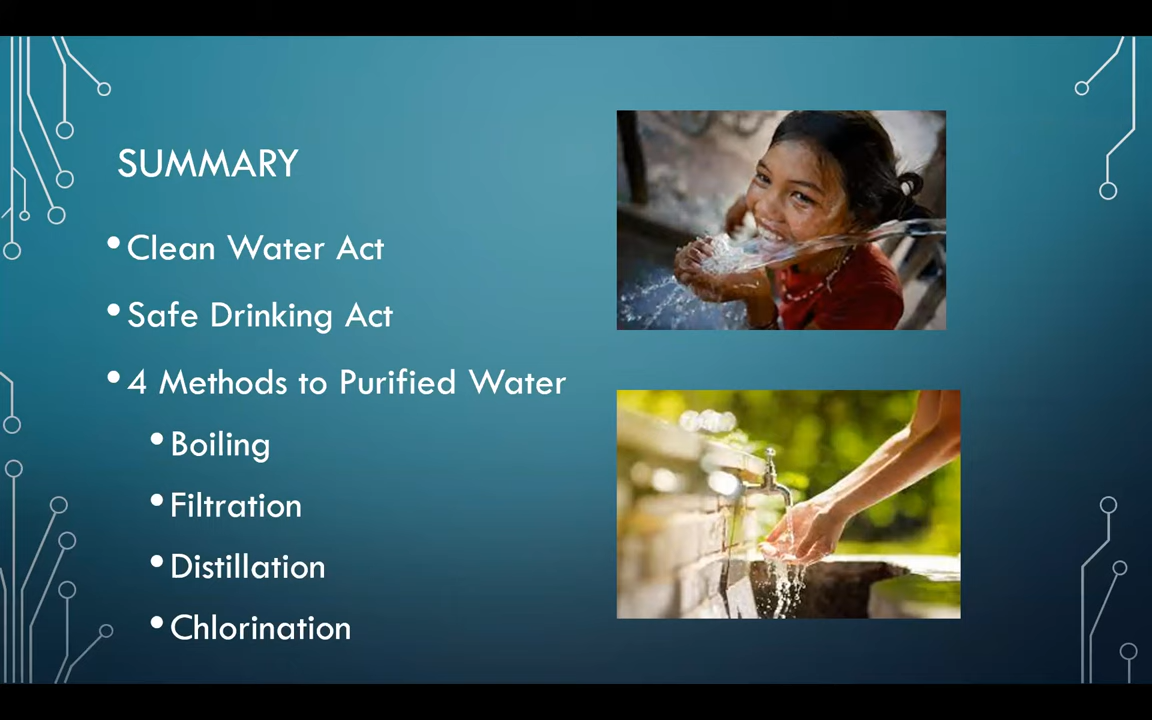 SUMMARY
•Clean Water Act
•Safe Drinking Act
•4 Methods to Purified Water
•Boiling
•Filtration
•Distillation
•Chlorination